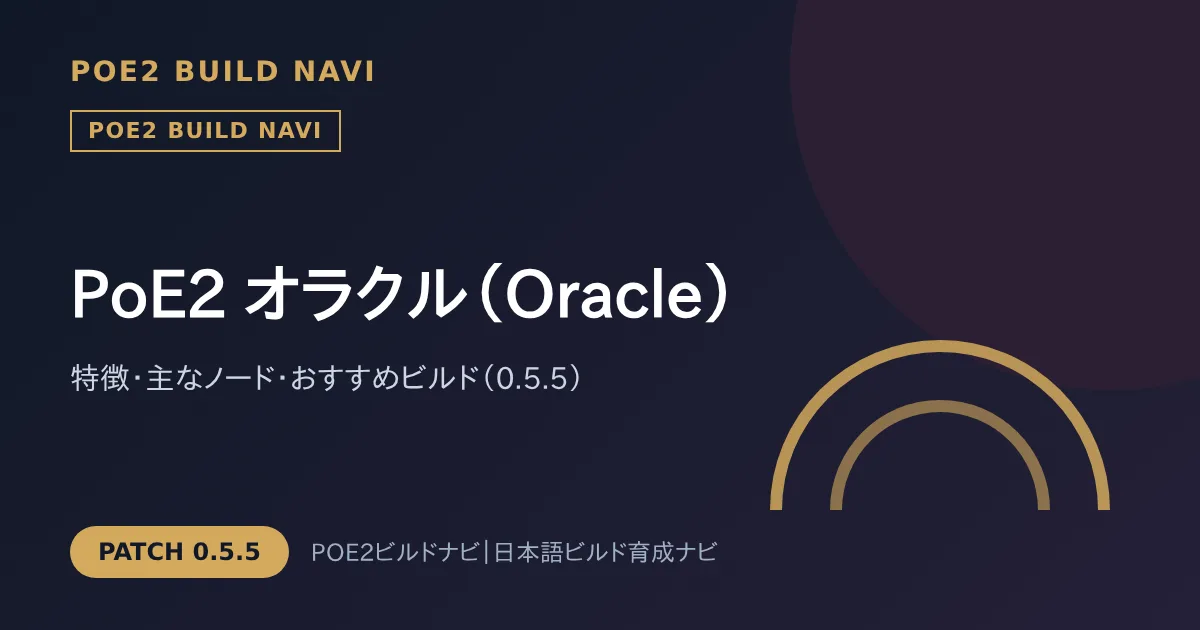 POE2 BUILD NAVI
POE2 BUILD NAVI
PoE2 オラクル（Oracle）
特徴・主なノード・おすすめビルド（0.5.5）
PATCH 0.5.5
POE2ビルドナビ|日本語ビルド育成ナビ